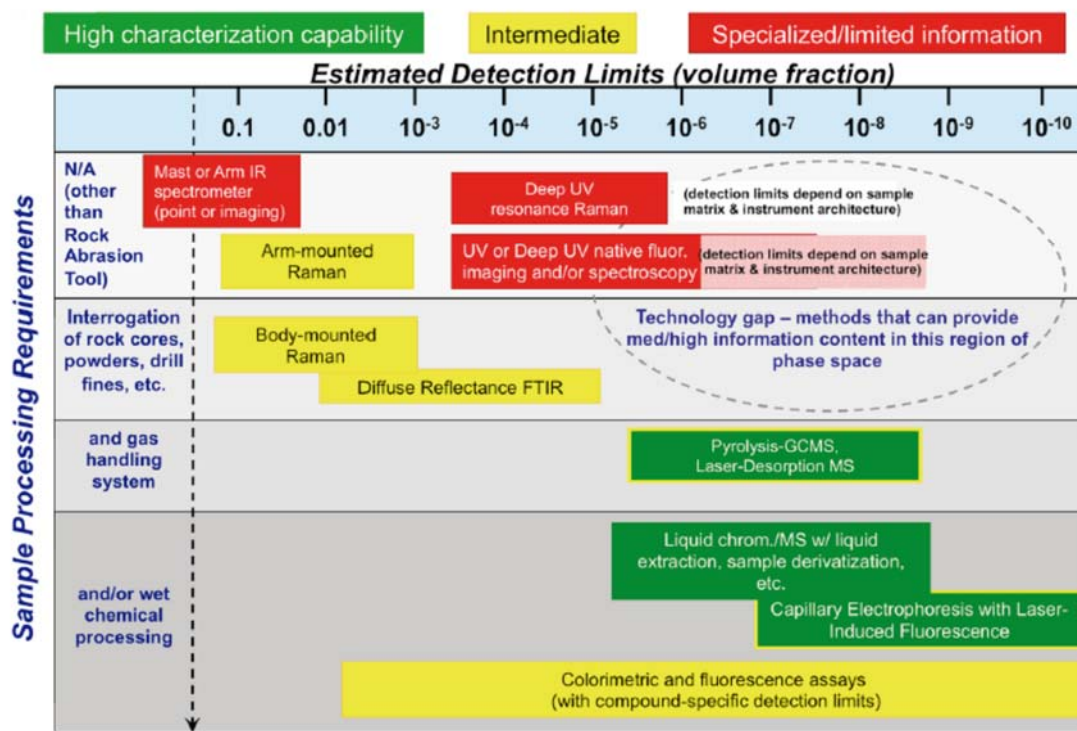 High characterization capability
Intermediate
Specialized/limited information
Estimated Detection Limits (volume fraction)
0.1 0.01 10-3 10-4 10-5 10-6 10-7 10-8 10-9 10-10
Sample Processing Requirements
N/A
(other
than
Rock
Abrasion
Tool)
Mast or Arm IR
spectrometer
(point or imaging)
Deep UV
resonance Raman
(detection limits depend on sample
matrix & instrument architecture)
Arm-mounted
Raman
UV or Deep UV native fluor.
imaging and/or spectroscopy
(detection limits depend on sample
matrix & instrument architecture)
Interrogation
of rock cores,
powders, drill
fines, etc.
Body-mounted
Raman
Diffuse Reflectance FTIR
Technology gap – methods that can provide
med/high information content in this region of
phase space
and gas
handling
system
Pyrolysis-GCMS,
Laser-Desorption MS
and/or wet
chemical
processing
Liquid chrom./MS w/ liquid
extraction, sample derivatization,
etc.
Capillary Electrophoresis with Laser-
Induced Fluorescence
Colorimetric and fluorescence assays
(with compound-specific detection limits)